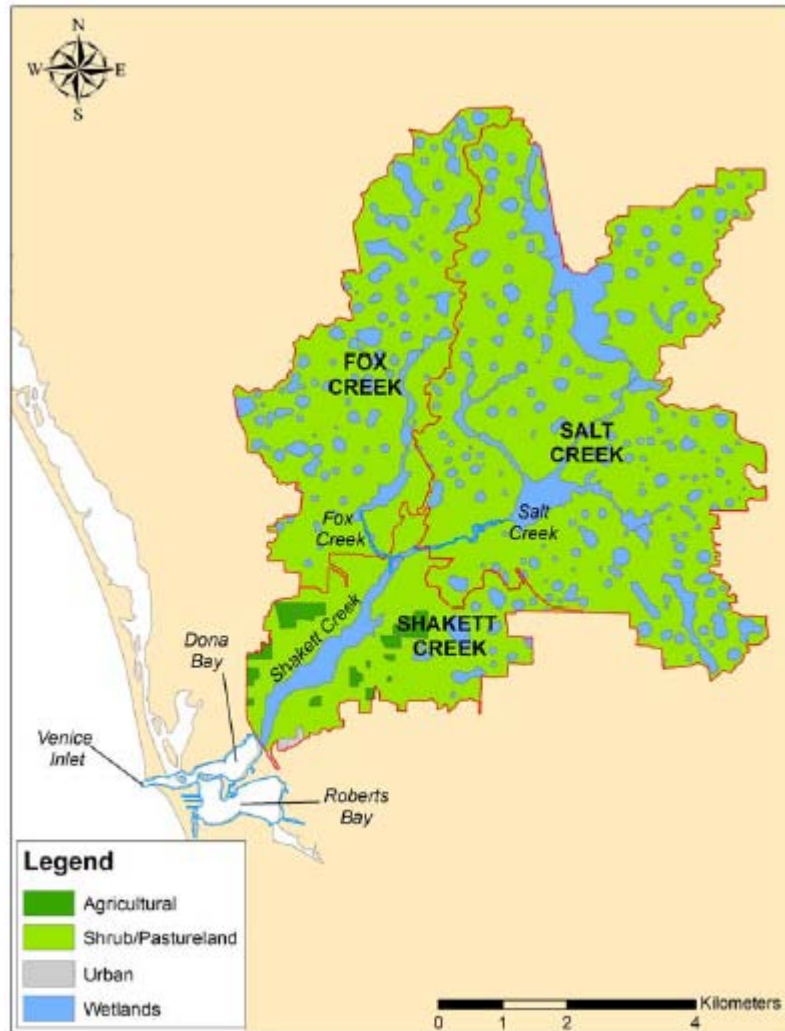 N
W E
S
FOX
CREEK
SALT
CREEK
Fox
Creek
Salt
Creek
Shakett Creek
SHAKETT
CREEK
Dona
Bay
Venice
Inlet
Roberts
Bay
Legend
Agricultural
Shrub/Pastureland
Urban
Wetlands
Kilometers
0 1 2 4